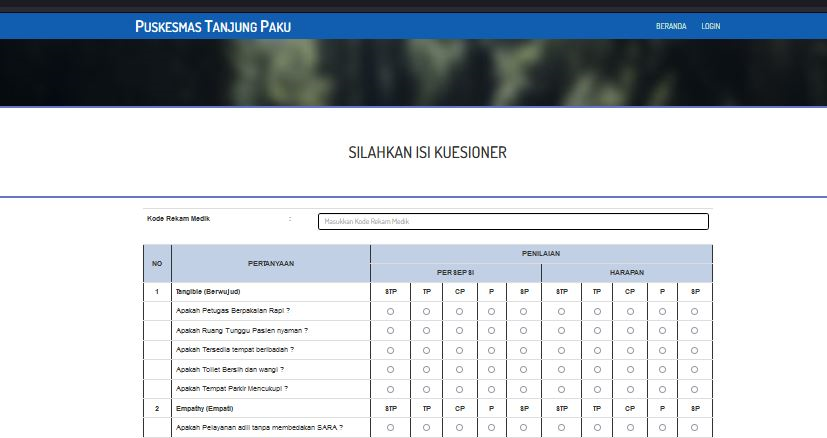 PUSKESMAS TANJUNG PAKU
BERANDA LOGIN
SILAHKAN ISI KUESIONER
Kode Rekam Medik : Masukkan Kode Rekam Medik
NO PERTANYAAN PENILAIAN
PERSEPSI HARAPAN
1 Tangible (Berwujud) STP TP CP P SP STP TP CP P SP
Apakah Petugas Berpakaian Rapi ?
Apakah Ruang Tunggu Pasien nyaman ?
Apakah Tersedia tempat beribadah ?
Apakah Toilet Bersih dan wangi ?
Apakah Tempat Parkir Mencukupi ?
2 Empathy (Empati) STP TP CP P SP STP TP CP P SP
Apakah Pelayanan adil tanpa membedakan SARA ?